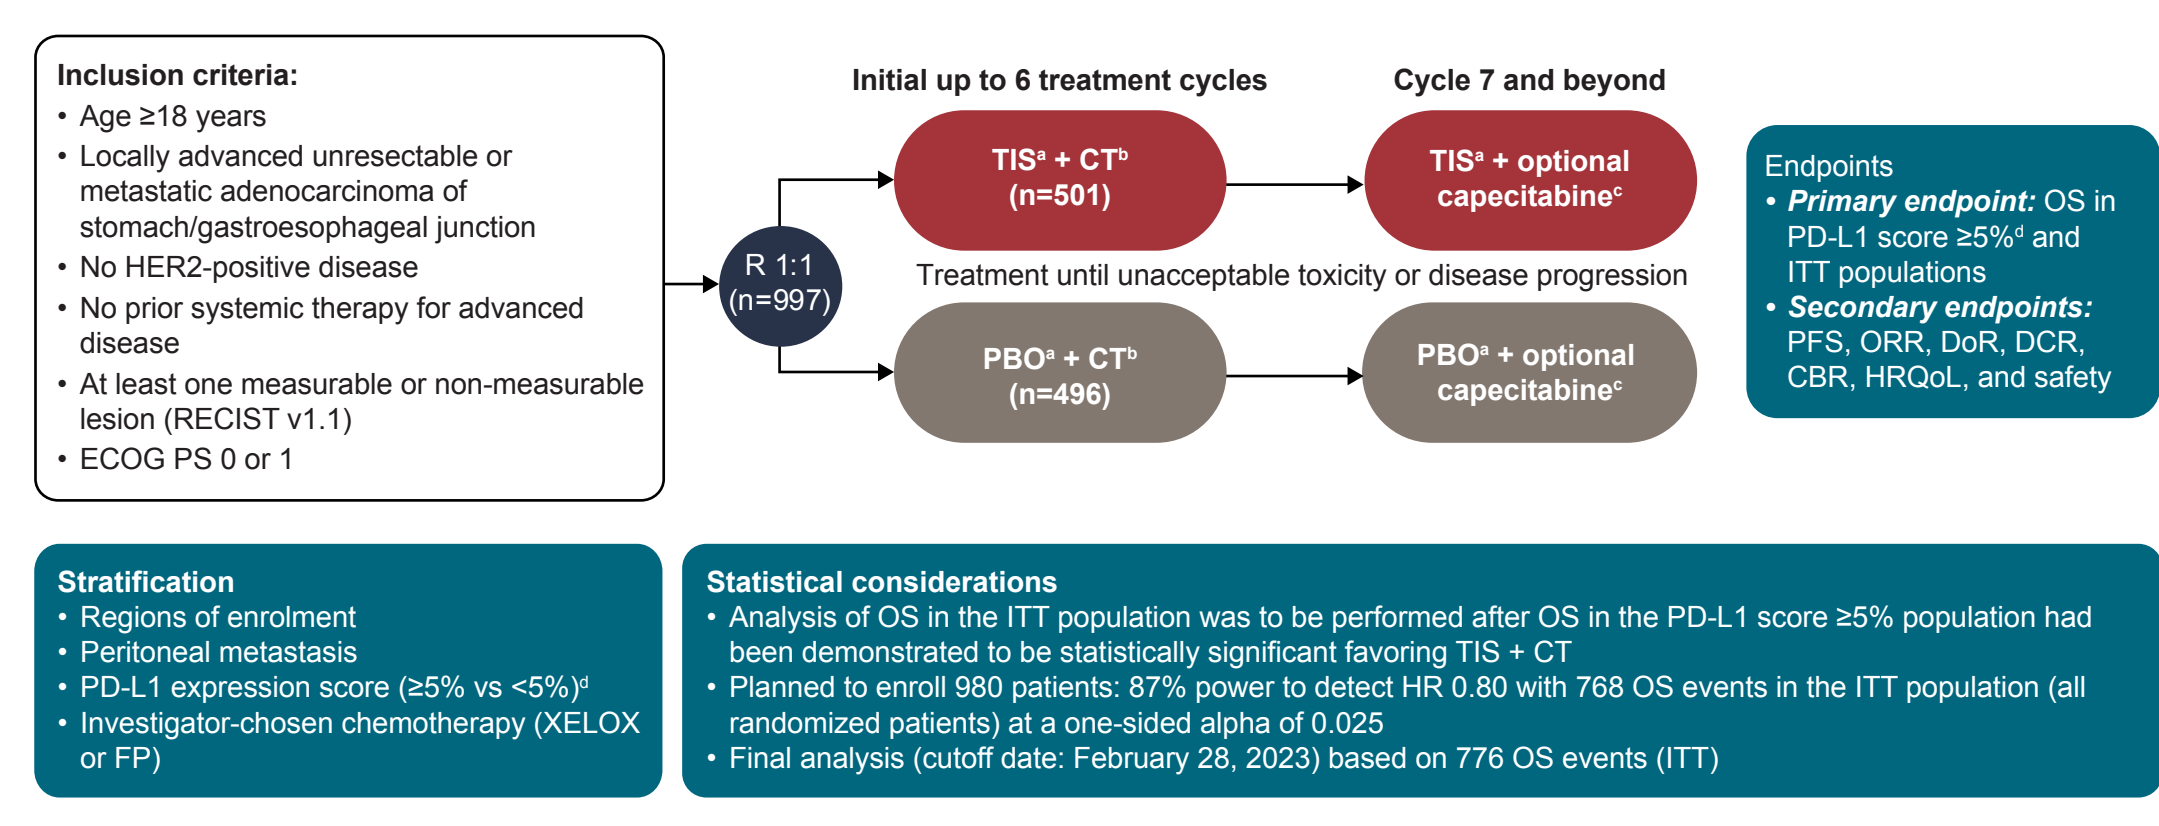 Inclusion criteria:
• Age ≥18 years
• Locally advanced unresectable or
metastatic adenocarcinoma of
stomach/gastroesophageal junction
• No HER2-positive disease
• No prior systemic therapy for advanced
disease
• At least one measurable or non-measurable
lesion (RECIST v1.1)
• ECOG PS 0 or 1
R 1:1
(n=997)
Initial up to 6 treatment cycles
TISᵃ + CTᵇ
(n=501)
Cycle 7 and beyond
TISᵃ + optional
capecitabineᶜ
Treatment until unacceptable toxicity or disease progression
PBOᵃ + CTᵇ
(n=496)
PBOᵃ + optional
capecitabineᶜ
Endpoints
• Primary endpoint: OS in
PD-L1 score ≥5%ᵈ and
ITT populations
• Secondary endpoints:
PFS, ORR, DoR, DCR,
CBR, HRQoL, and safety
Stratification
• Regions of enrolment
• Peritoneal metastasis
• PD-L1 expression score (≥5% vs <5%)ᵈ
• Investigator-chosen chemotherapy (XELOX
or FP)
Statistical considerations
• Analysis of OS in the ITT population was to be performed after OS in the PD-L1 score ≥5% population had
been demonstrated to be statistically significant favoring TIS + CT
• Planned to enroll 980 patients: 87% power to detect HR 0.80 with 768 OS events in the ITT population (all
randomized patients) at a one-sided alpha of 0.025
• Final analysis (cutoff date: February 28, 2023) based on 776 OS events (ITT)